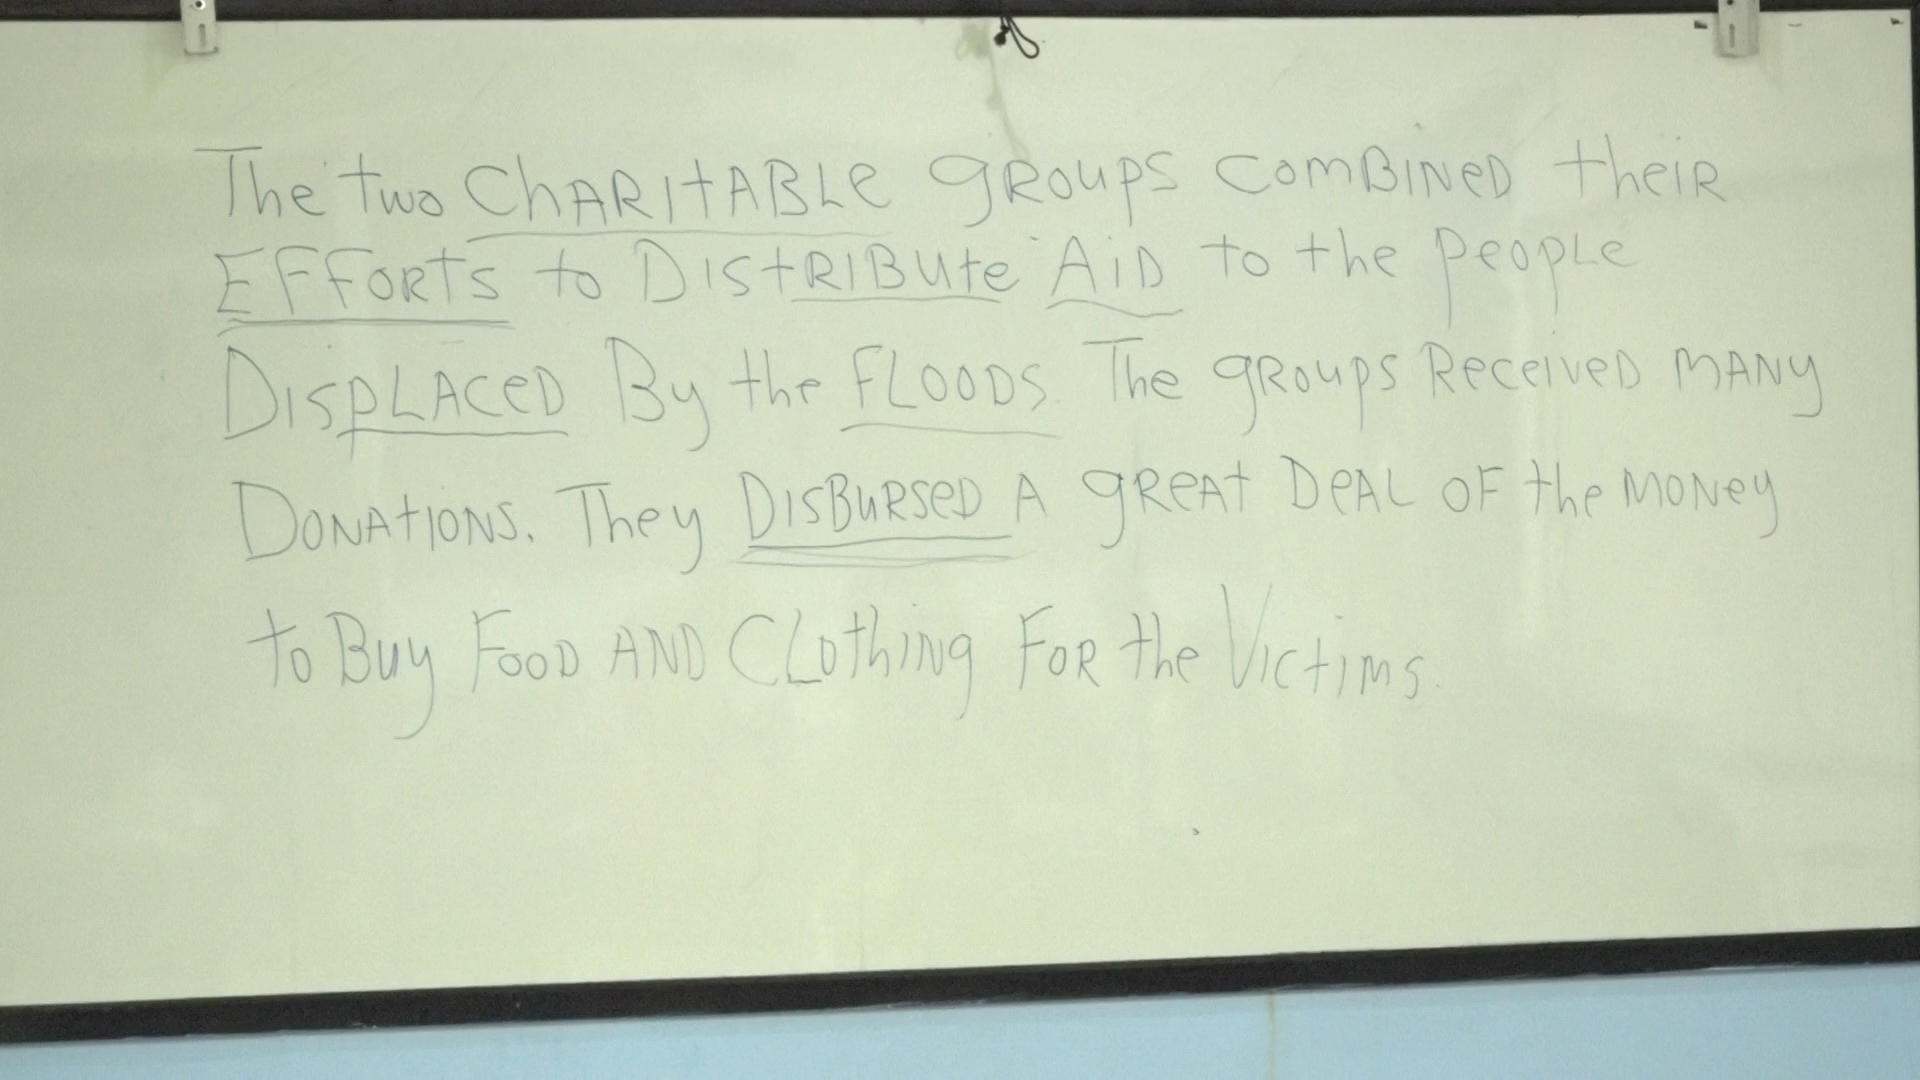 The two CHARITABLE gROUPS COMBINED theIR
EFFORTS to DISTRIBUte AiD to the PEOPLE
DISPLACED By the FLOODS. The gROUPS ReceIVED MANY
DONATIONS. They DISBURSED A gREAt DEAL OF the MONey
to Buy FOOD AND CLothINg FOR the VIctims.